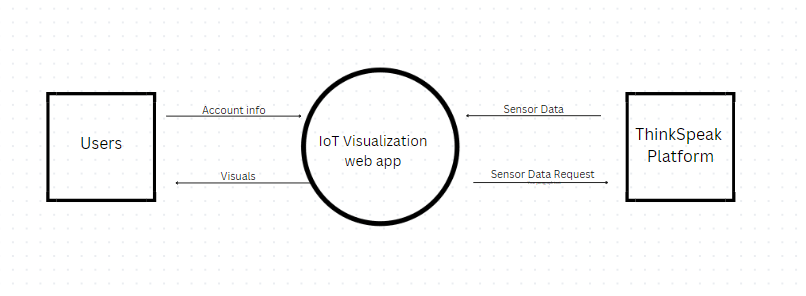 Users
Account info
Visuals
IoT Visualization
web app
Sensor Data
Sensor Data Request
ThinkSpeak
Platform